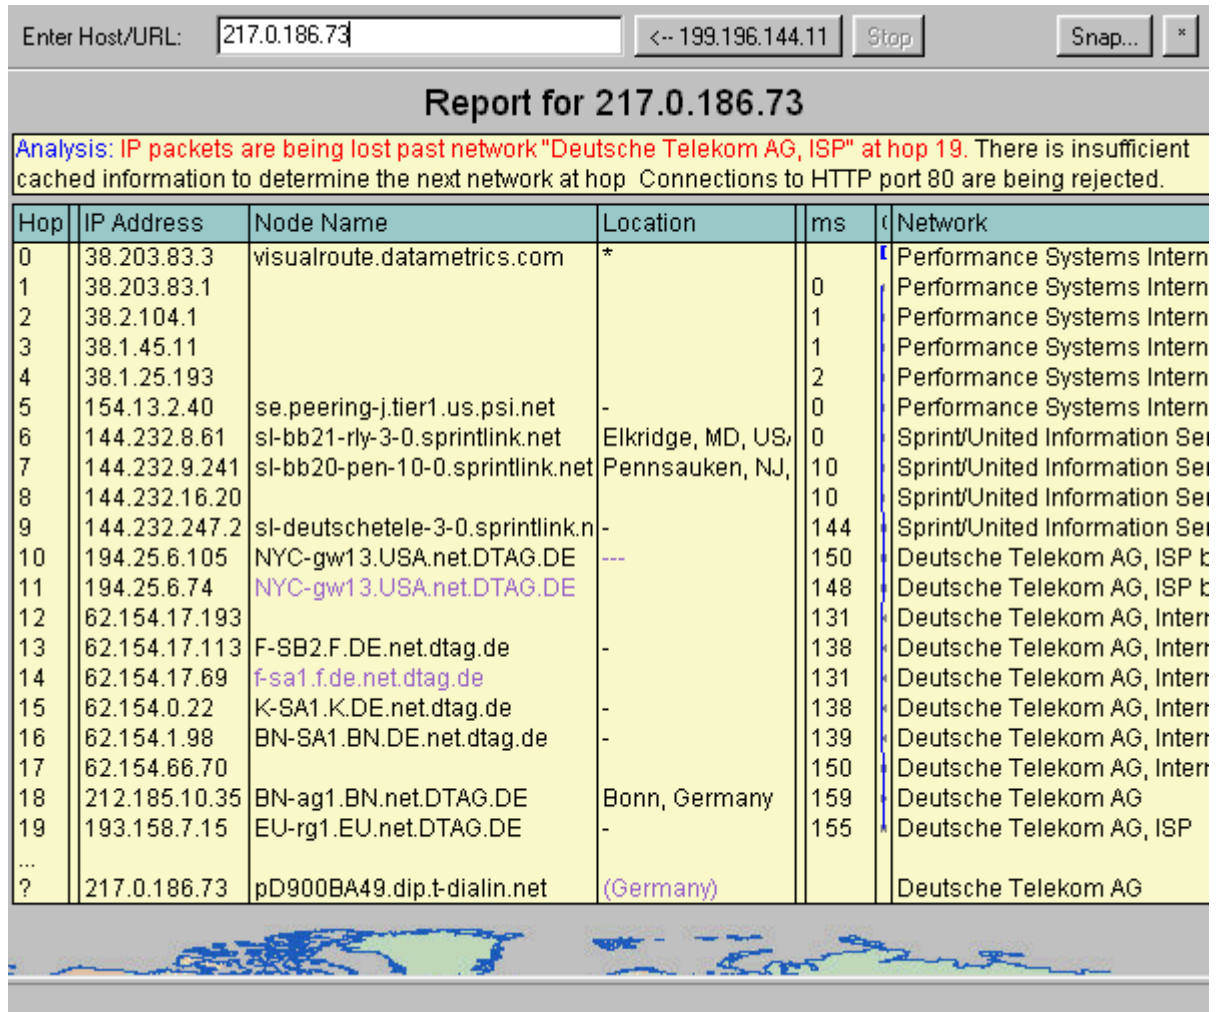 Enter Host/URL: 217.0.186.73 <-- 199.196.144.11 Stop Snap... *
Report for 217.0.186.73
Analysis: IP packets are being lost past network "Deutsche Telekom AG, ISP" at hop 19. There is insufficient
cached information to determine the next network at hop Connections to HTTP port 80 are being rejected.
Hop IP Address Node Name Location ms Network
0 38.203.83.3 visualroute.datametrics.com * Performance Systems Intern
1 38.203.83.1 0 Performance Systems Intern
2 38.2.104.1 1 Performance Systems Intern
3 38.1.45.11 1 Performance Systems Intern
4 38.1.25.193 2 Performance Systems Intern
5 154.13.2.40 se.peering-j.tier1.us.psi.net - 0 Performance Systems Intern
6 144.232.8.61 sl-bb21-rly-3-0.sprintlink.net Elkridge, MD, US 0 Sprint/United Information Ser
7 144.232.9.241 sl-bb20-pen-10-0.sprintlink.net Pennsauken, NJ, 10 Sprint/United Information Ser
8 144.232.16.20 10 Sprint/United Information Ser
9 144.232.247.2 sl-deutschetele-3-0.sprintlink.n - 144 Sprint/United Information Ser
10 194.25.6.105 NYC-gw13.USA.net.DTAG.DE --- 150 Deutsche Telekom AG, ISP b
11 194.25.6.74 NYC-gw13.USA.net.DTAG.DE 148 Deutsche Telekom AG, ISP b
12 62.154.17.193 131 Deutsche Telekom AG, Intern
13 62.154.17.113 F-SB2.F.DE.net.dtag.de - 138 Deutsche Telekom AG, Intern
14 62.154.17.69 f-sa1.f.de.net.dtag.de 131 Deutsche Telekom AG, Intern
15 62.154.0.22 K-SA1.K.DE.net.dtag.de - 138 Deutsche Telekom AG, Intern
16 62.154.1.98 BN-SA1.BN.DE.net.dtag.de - 139 Deutsche Telekom AG, Intern
17 62.154.66.70 150 Deutsche Telekom AG, Intern
18 212.185.10.35 BN-ag1.BN.net.DTAG.DE Bonn, Germany 159 Deutsche Telekom AG
19 193.158.7.15 EU-rg1.EU.net.DTAG.DE - 155 Deutsche Telekom AG, ISP
...
? 217.0.186.73 pD900BA49.dip.t-dialin.net (Germany) Deutsche Telekom AG